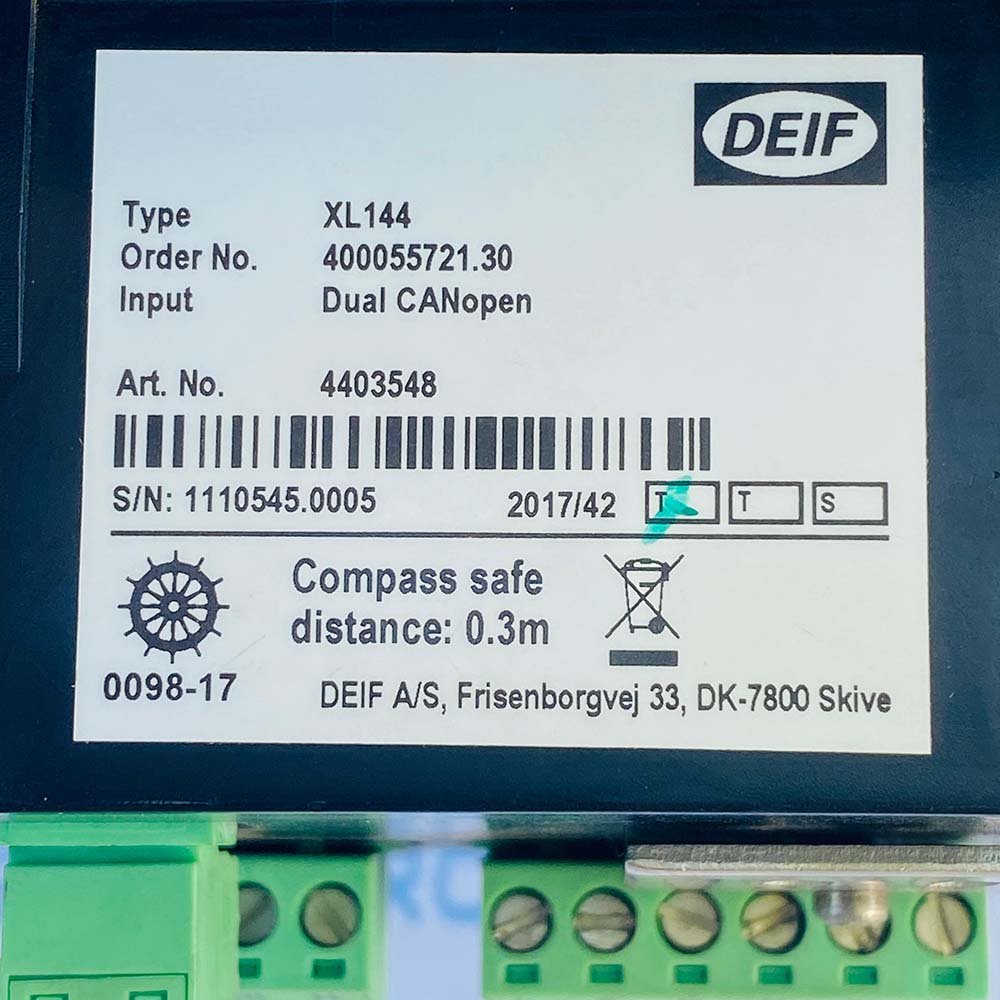 DEIF
Type XL144
Order No. 400055721.30
Input Dual CANopen
Art. No. 4403548
S/N: 1110545.0005 2017/42 T T S
Compass safe
distance: 0.3m
0098-17
DEIF A/S, Frisenborgvej 33, DK-7800 Skive